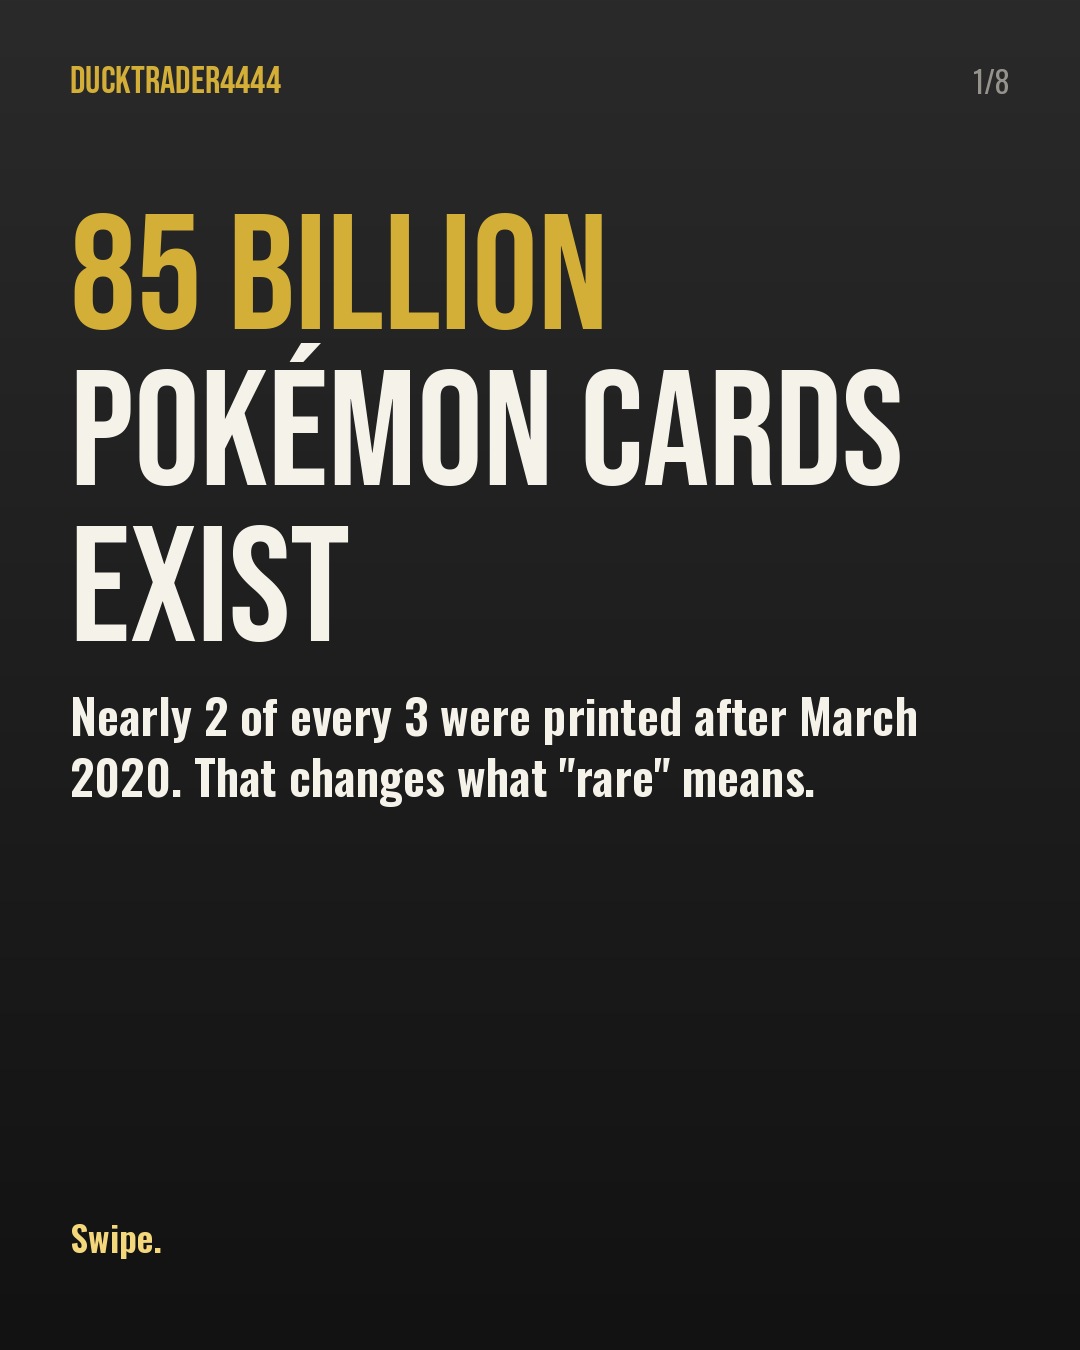 DUCKTRADER4444
1/8
85 BILLION
POKÉMON CARDS
EXIST
Nearly 2 of every 3 were printed after March
2020. That changes what "rare" means.
Swipe.